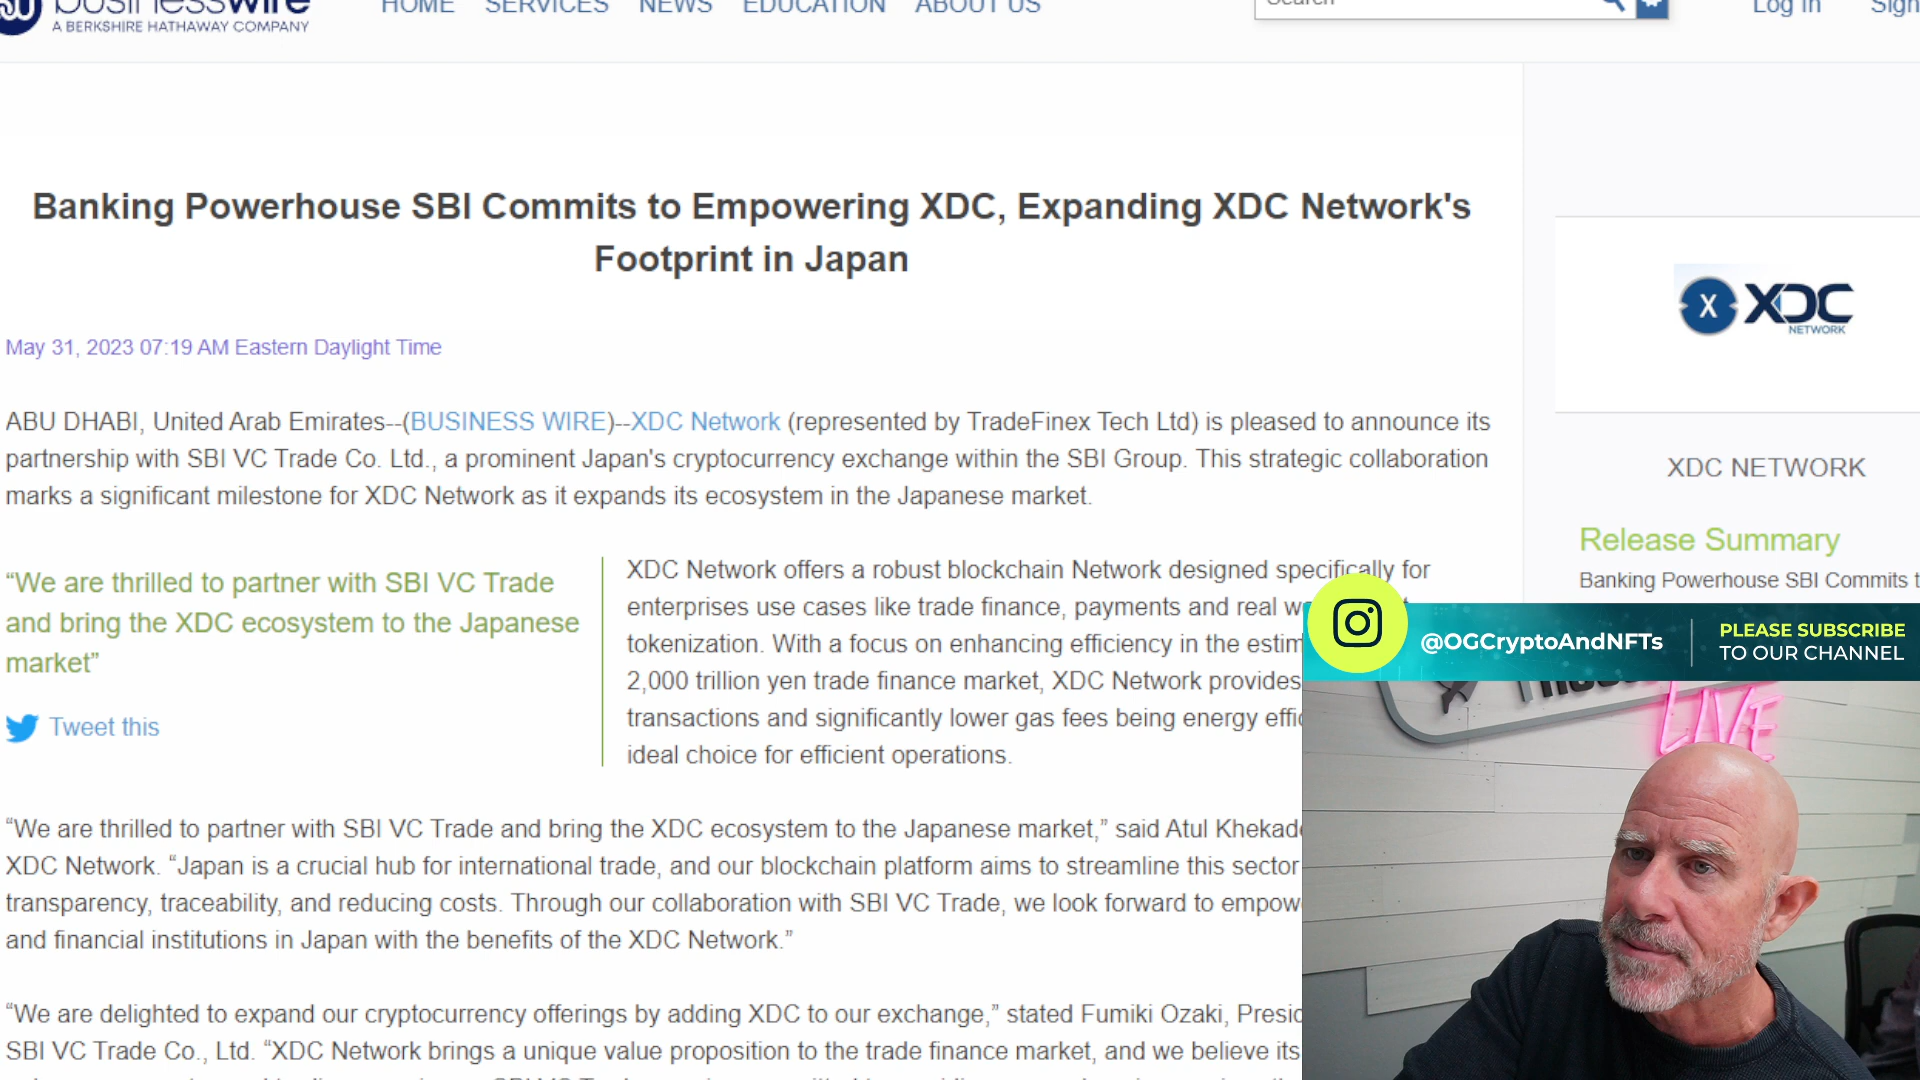 businesswire
A BERKSHIRE HATHAWAY COMPANY
HOME SERVICES NEWS EDUCATION ABOUT US
Search
Log In Sign
Banking Powerhouse SBI Commits to Empowering XDC, Expanding XDC Network's
Footprint in Japan
May 31, 2023 07:19 AM Eastern Daylight Time
ABU DHABI, United Arab Emirates--(BUSINESS WIRE)--XDC Network (represented by TradeFinex Tech Ltd) is pleased to announce its
partnership with SBI VC Trade Co. Ltd., a prominent Japan's cryptocurrency exchange within the SBI Group. This strategic collaboration
marks a significant milestone for XDC Network as it expands its ecosystem in the Japanese market.
“We are thrilled to partner with SBI VC Trade
and bring the XDC ecosystem to the Japanese
market”
Tweet this
XDC Network offers a robust blockchain Network designed specifically for
enterprises use cases like trade finance, payments and real
tokenization. With a focus on enhancing efficiency in the estim
2,000 trillion yen trade finance market, XDC Network provides
transactions and significantly lower gas fees being energy effic
ideal choice for efficient operations.
“We are thrilled to partner with SBI VC Trade and bring the XDC ecosystem to the Japanese market,” said Atul Khekad
XDC Network. “Japan is a crucial hub for international trade, and our blockchain platform aims to streamline this sector
transparency, traceability, and reducing costs. Through our collaboration with SBI VC Trade, we look forward to empow
and financial institutions in Japan with the benefits of the XDC Network.”
“We are delighted to expand our cryptocurrency offerings by adding XDC to our exchange,” stated Fumiki Ozaki, Presid
SBI VC Trade Co., Ltd. “XDC Network brings a unique value proposition to the trade finance market, and we believe its
X XDC
NETWORK
XDC NETWORK
Release Summary
Banking Powerhouse SBI Commits t
@OGCryptoAndNFTs
PLEASE SUBSCRIBE
TO OUR CHANNEL
LIVE